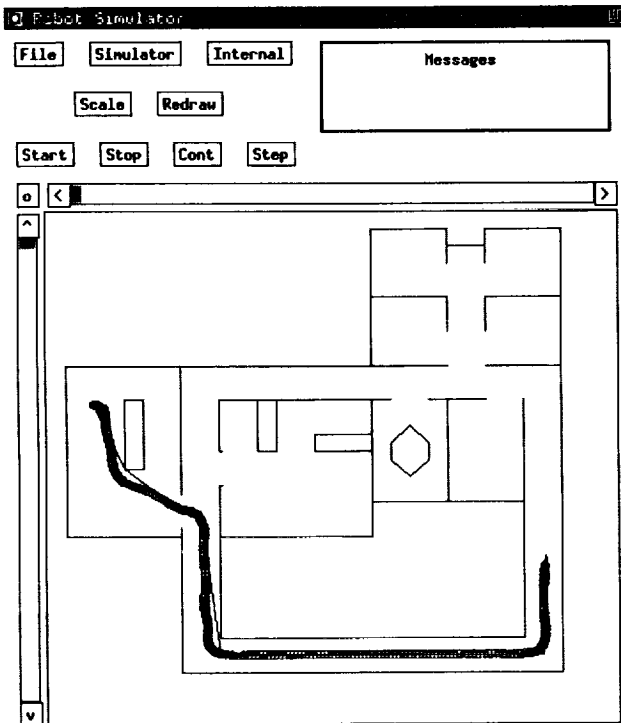 Robot Simulator
File Simulator Internal Messages
Scale Redraw
Start Stop Cont Step
o < >
^
v